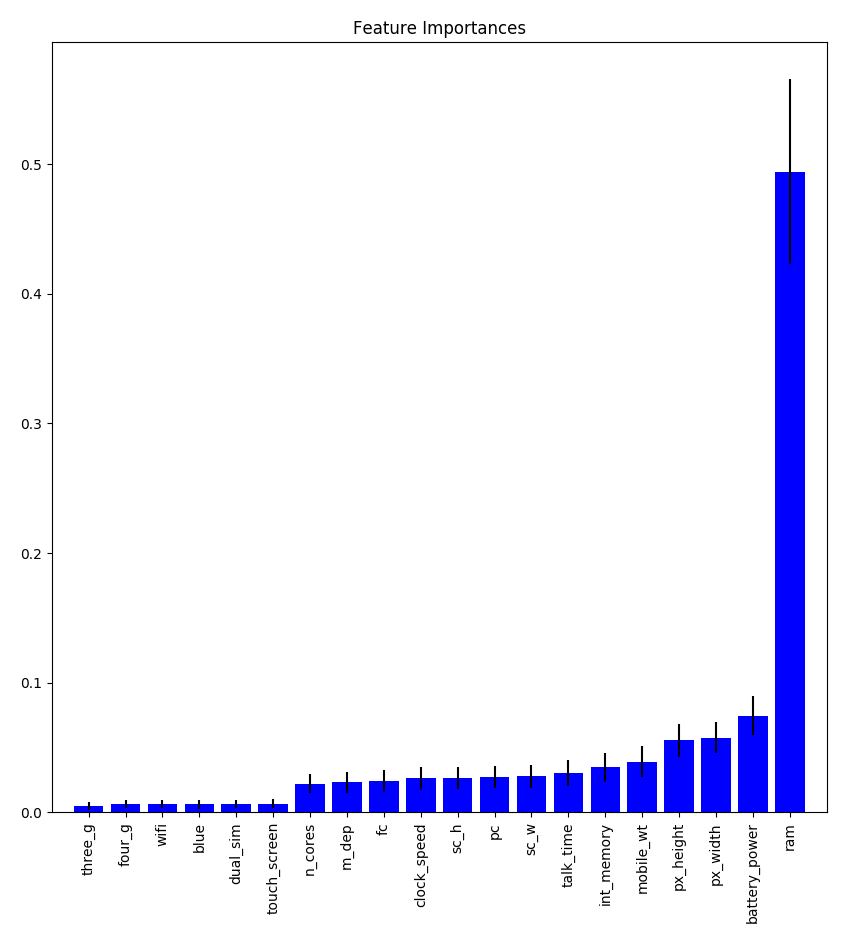 Feature Importances
0.5
0.4
0.3
0.2
0.1
0.0
three_g
four_g
wifi
blue
dual_sim
touch_screen
n_cores
m_dep
fc
clock_speed
sc_h
pc
sc_w
talk_time
int_memory
mobile_wt
px_height
px_width
battery_power
ram